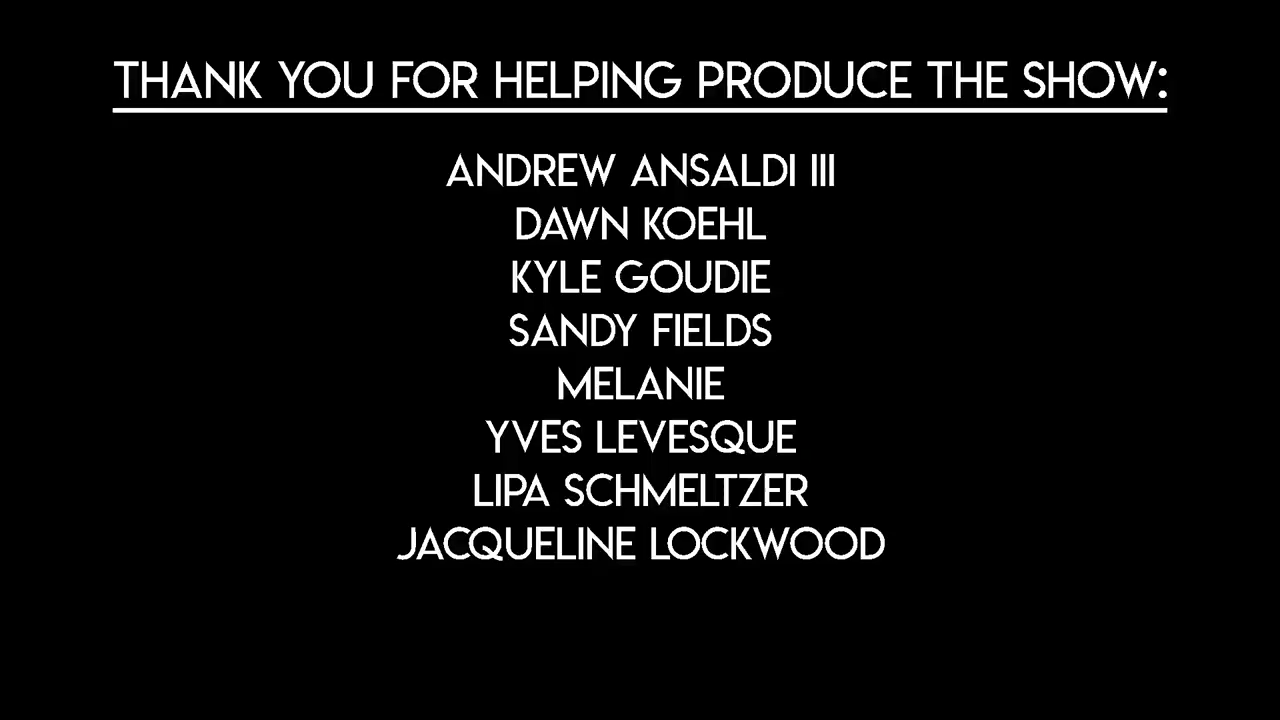 THANK YOU FOR HELPING PRODUCE THE SHOW:
ANDREW ANSALDI III
DAWN KOEHL
KYLE GOUDIE
SANDY FIELDS
MELANIE
YVES LEVESQUE
LIPA SCHMELTZER
JACQUELINE LOCKWOOD